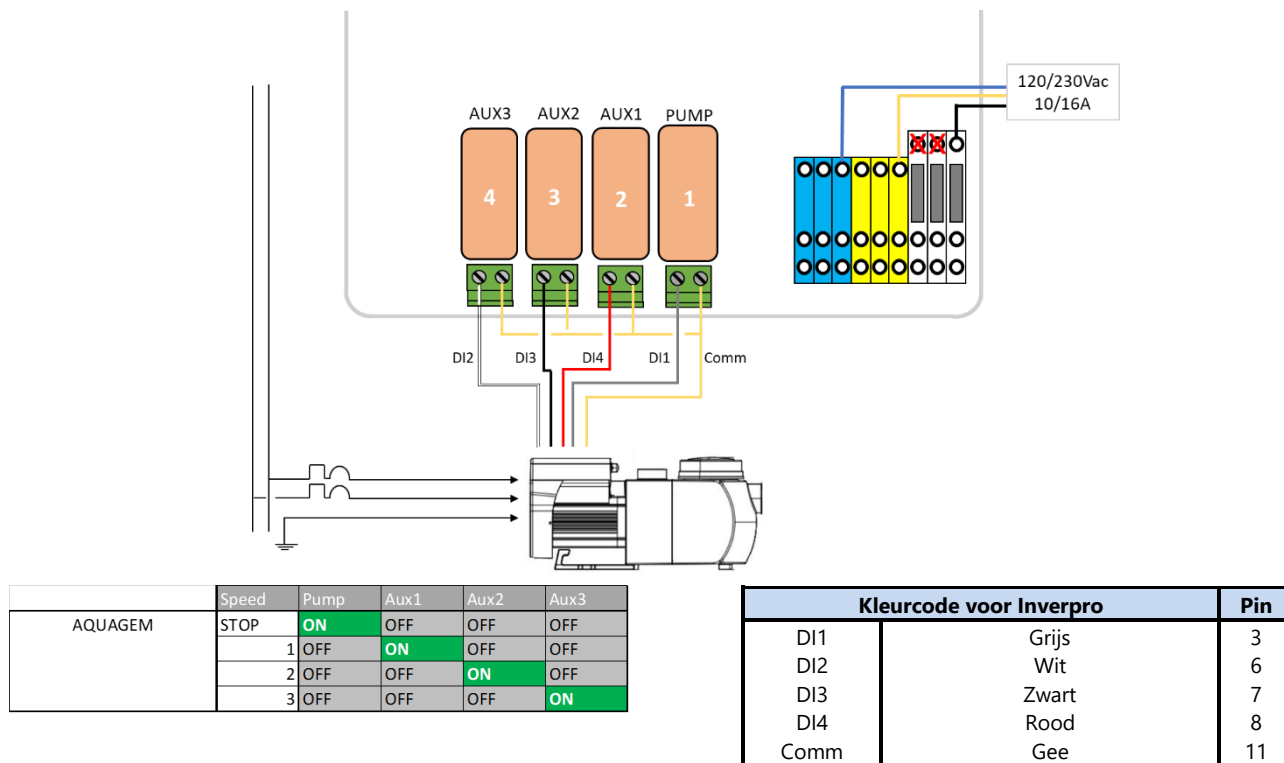 120/230Vac
10/16A
AUX3 AUX2 AUX1 PUMP
4 3 2 1
DI2 DI3 DI4 DI1 Comm
Speed Pump Aux1 Aux2 Aux3
AQUAGEM STOP ON OFF OFF OFF
1 OFF ON OFF OFF
2 OFF OFF ON OFF
3 OFF OFF OFF ON
Kleurcode voor Inverpro Pin
DI1 Grijs 3
DI2 Wit 6
DI3 Zwart 7
DI4 Rood 8
Comm Gee 11